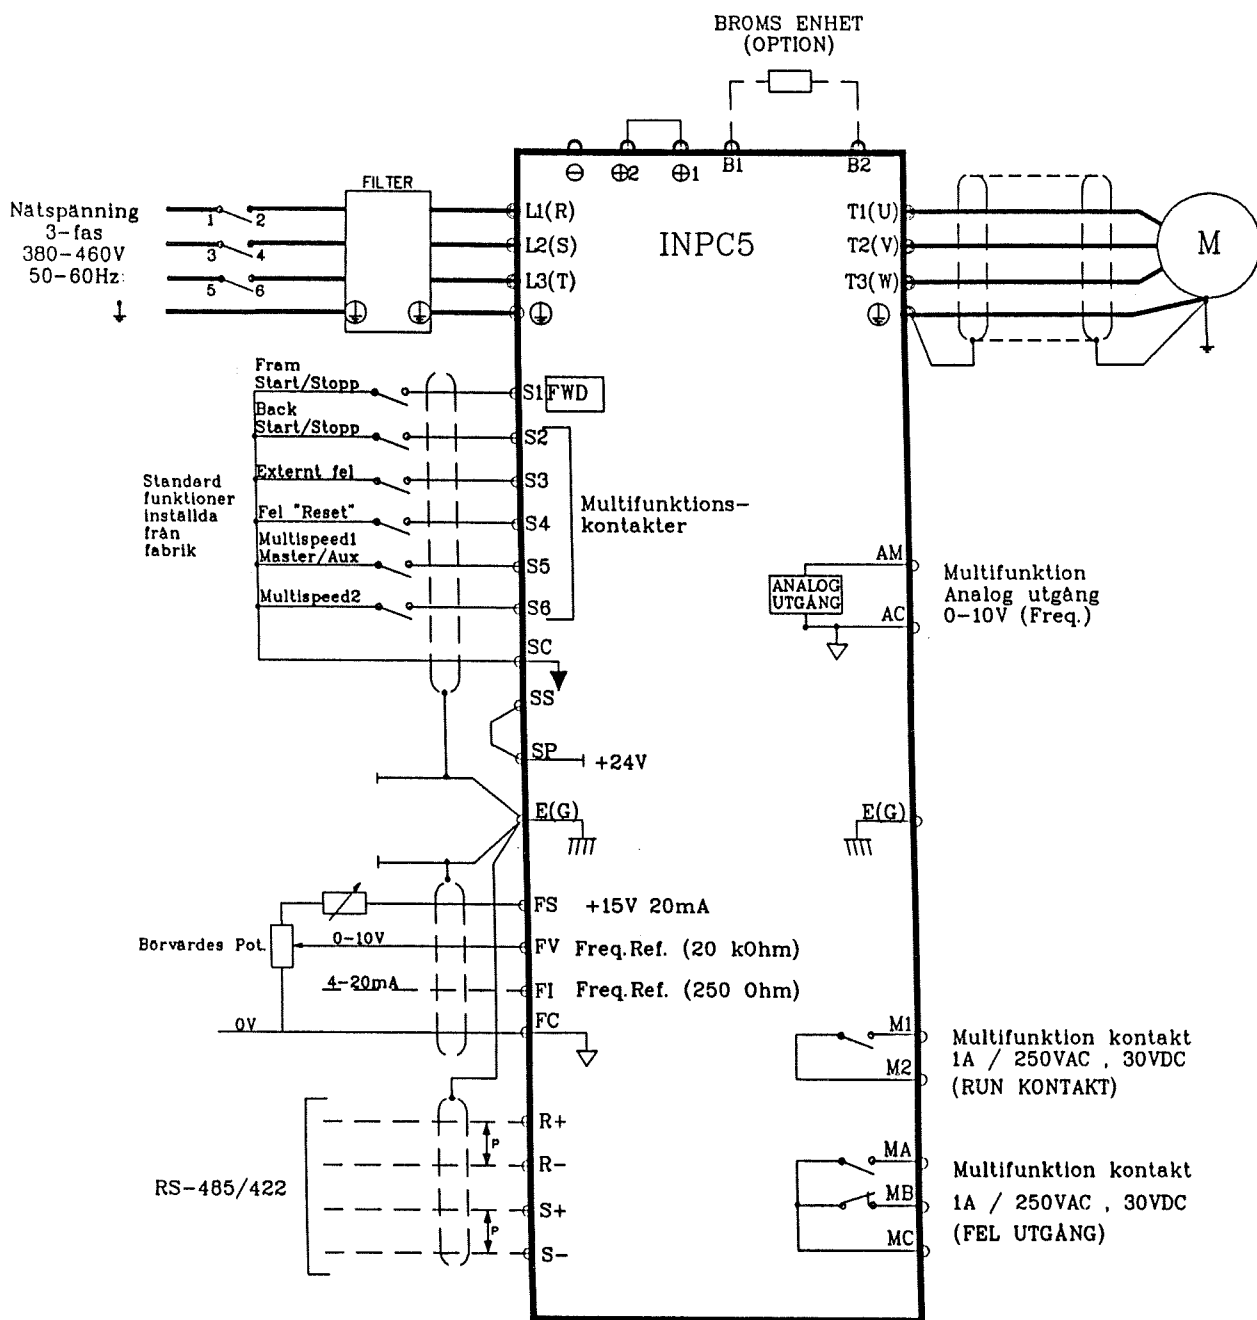 BROMS ENHET
(OPTION)
⊖
⊕2
⊕1
B1
B2
FILTER
Nätspänning
3-fas
380-460V
50-60Hz
1 2
3 4
5 6
L1(R)
L2(S)
L3(T)
INPC5
T1(U)
T2(V)
T3(W)
M
Fram
Start/Stopp
S1 FWD
Back
Start/Stopp
S2
Externt fel
S3
Fel "Reset"
S4
Multispeed1
Master/Aux
S5
Multispeed2
S6
Standard
funktioner
inställda
från
fabrik
Multifunktions-
kontakter
SC
SS
SP
+24V
E(G)
AM
ANALOG
UTGÅNG
AC
Multifunktion
Analog utgång
0-10V (Freq.)
E(G)
FS +15V 20mA
Börvärdes Pot.
0-10V
FV Freq.Ref. (20 kOhm)
4-20mA
FI Freq.Ref. (250 Ohm)
0V
FC
M1
M2
Multifunktion kontakt
1A / 250VAC , 30VDC
(RUN KONTAKT)
RS-485/422
R+
P
R-
S+
P
S-
MA
MB
MC
Multifunktion kontakt
1A / 250VAC , 30VDC
(FEL UTGÅNG)